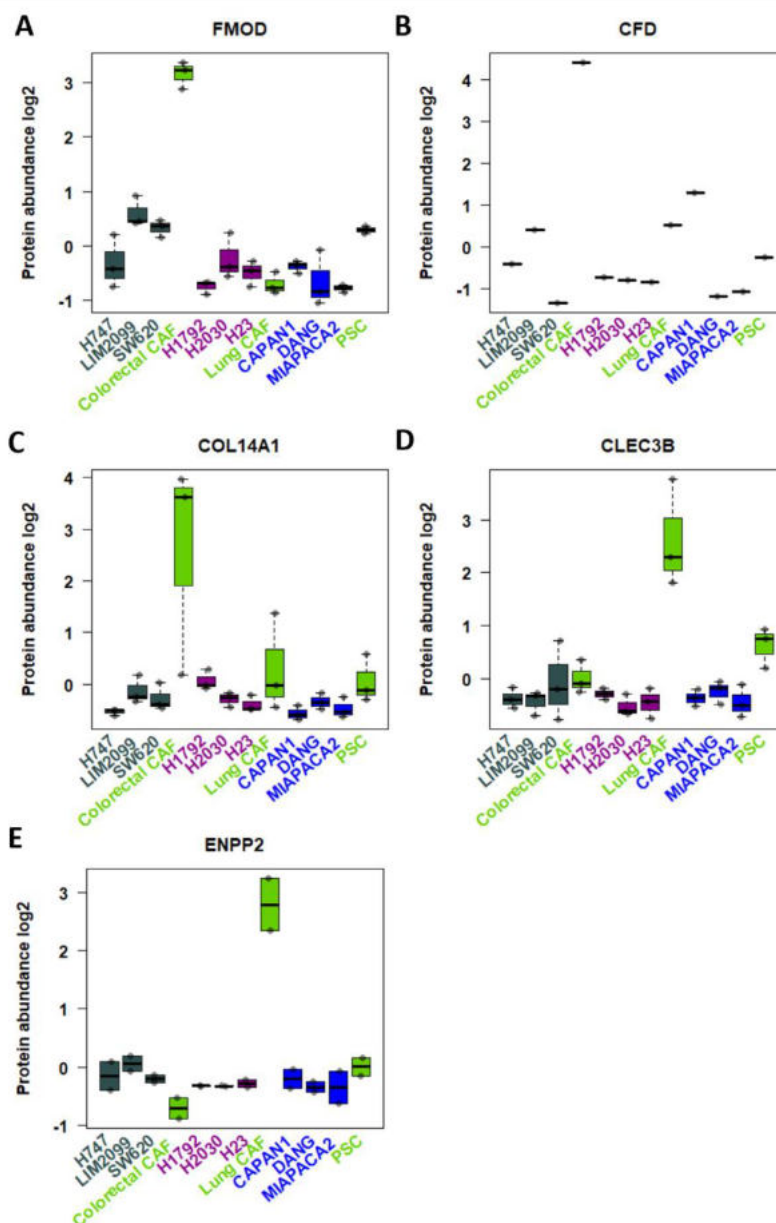 A
FMOD
Protein abundance log2
3
2
1
0
-1
H747
LIM2099
SW620
Colorectal CAF
H1792
H2030
H23
Lung CAF
CAPAN1
DANG
MIAPACA2
PSC
B
CFD
Protein abundance log2
4
3
2
1
0
-1
H747
LIM2099
SW620
Colorectal CAF
H1792
H2030
H23
Lung CAF
CAPAN1
DANG
MIAPACA2
PSC
C
COL14A1
Protein abundance log2
4
3
2
1
0
H747
LIM2099
SW620
Colorectal CAF
H1792
H2030
H23
Lung CAF
CAPAN1
DANG
MIAPACA2
PSC
D
CLEC3B
Protein abundance log2
4
3
2
1
0
H747
LIM2099
SW620
Colorectal CAF
H1792
H2030
H23
Lung CAF
CAPAN1
DANG
MIAPACA2
PSC
E
ENPP2
Protein abundance log2
3
2
1
0
-1
H747
LIM2099
SW620
Colorectal CAF
H1792
H2030
H23
Lung CAF
CAPAN1
DANG
MIAPACA2
PSC